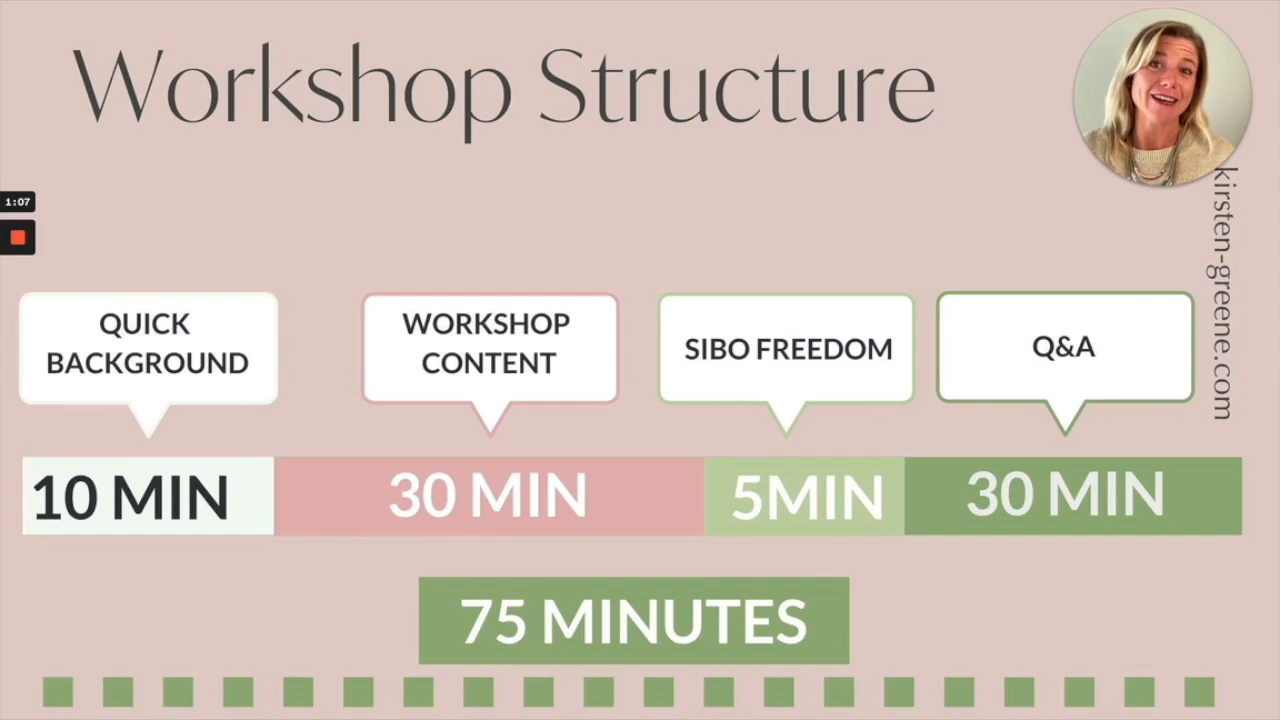 Workshop Structure
kirsten-greene.com
1:07
QUICK
BACKGROUND
WORKSHOP
CONTENT
SIBO FREEDOM
Q&A
10 MIN
30 MIN
5MIN
30 MIN
75 MINUTES